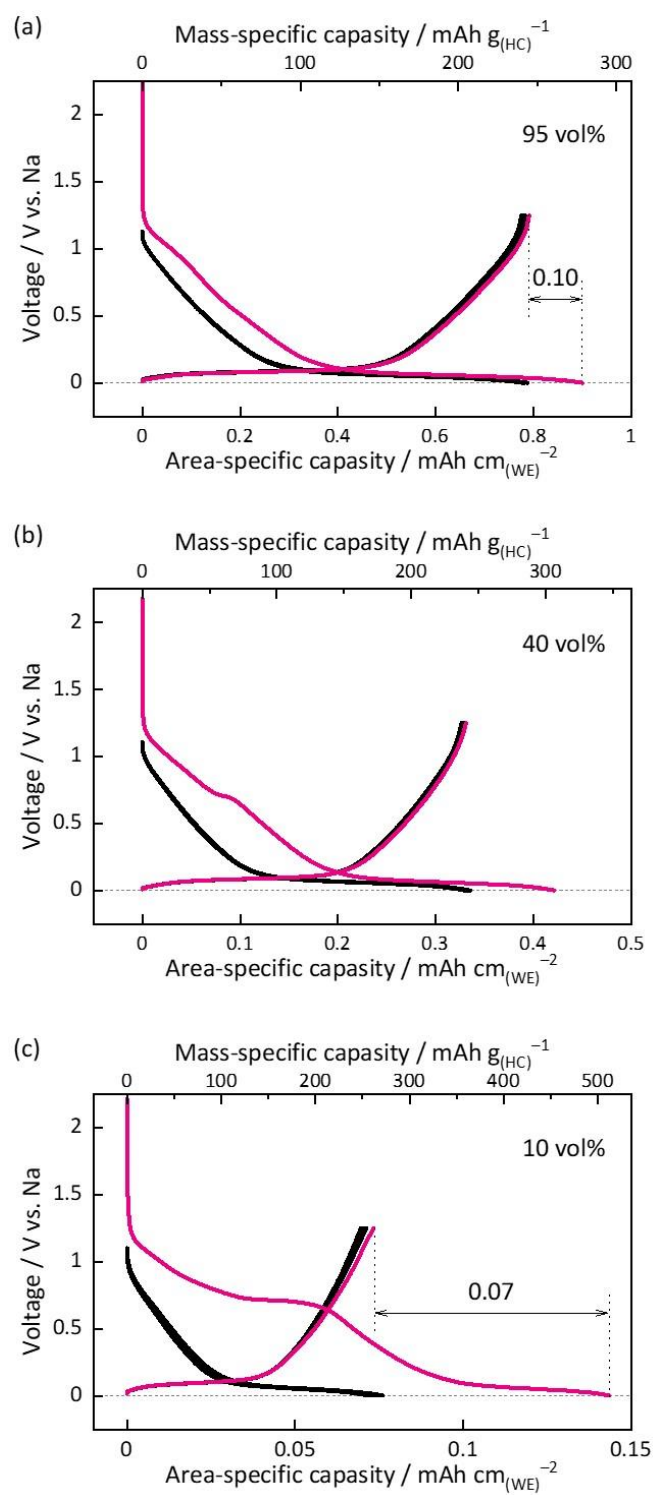 (a)
Mass-specific capacity / mAh g(HC)⁻¹
0 100 200 300
95 vol%
Voltage / V vs. Na
2
1.5
1
0.5
0
0.10
0 0.2 0.4 0.6 0.8 1
Area-specific capasity / mAh cm(WE)⁻²
(b)
Mass-specific capacity / mAh g(HC)⁻¹
0 100 200 300
40 vol%
Voltage / V vs. Na
2
1.5
1
0.5
0
0 0.1 0.2 0.3 0.4 0.5
Area-specific capasity / mAh cm(WE)⁻²
(c)
Mass-specific capacity / mAh g(HC)⁻¹
0 100 200 300 400 500
10 vol%
Voltage / V vs. Na
2
1.5
1
0.5
0
0.07
0 0.05 0.1 0.15
Area-specific capacity / mAh cm(WE)⁻²